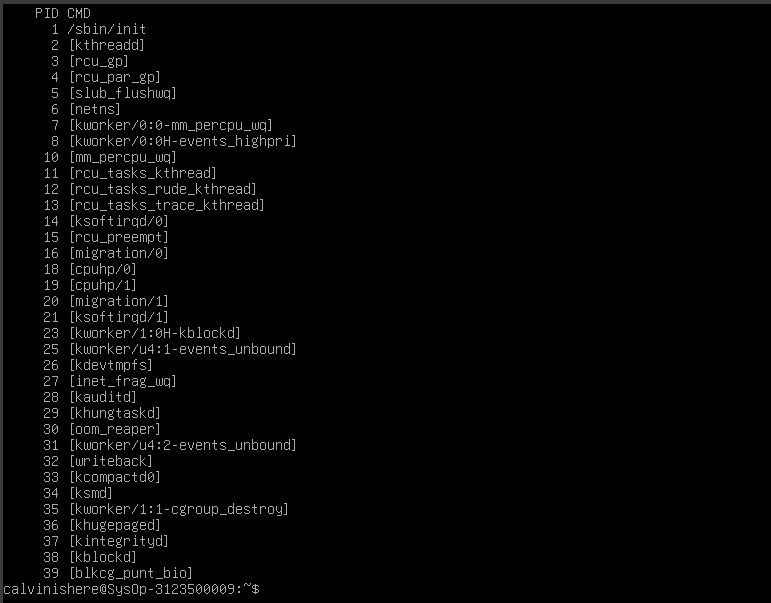 PID CMD
1 /sbin/init
2 [kthreadd]
3 [rcu_gp]
4 [rcu_par_gp]
5 [slub_flushwq]
6 [netns]
7 [kworker/0:0-mm_percpu_wq]
8 [kworker/0:0H-events_highpri]
10 [mm_percpu_wq]
11 [rcu_tasks_kthread]
12 [rcu_tasks_rude_kthread]
13 [rcu_tasks_trace_kthread]
14 [ksoftirqd/0]
15 [rcu_preempt]
16 [migration/0]
18 [cpuhp/0]
19 [cpuhp/1]
20 [migration/1]
21 [ksoftirqd/1]
23 [kworker/1:0H-kblockd]
25 [kworker/u4:1-events_unbound]
26 [kdevtmpfs]
27 [inet_frag_wq]
28 [kauditd]
29 [khungtaskd]
30 [oom_reaper]
31 [kworker/u4:2-events_unbound]
32 [writeback]
33 [kcompactd0]
34 [ksmd]
35 [kworker/1:1-cgroup_destroy]
36 [khugepaged]
37 [kintegrityd]
38 [kblockd]
39 [blkcg_punt_bio]
calvinishere@SysOp-3123500009:~$